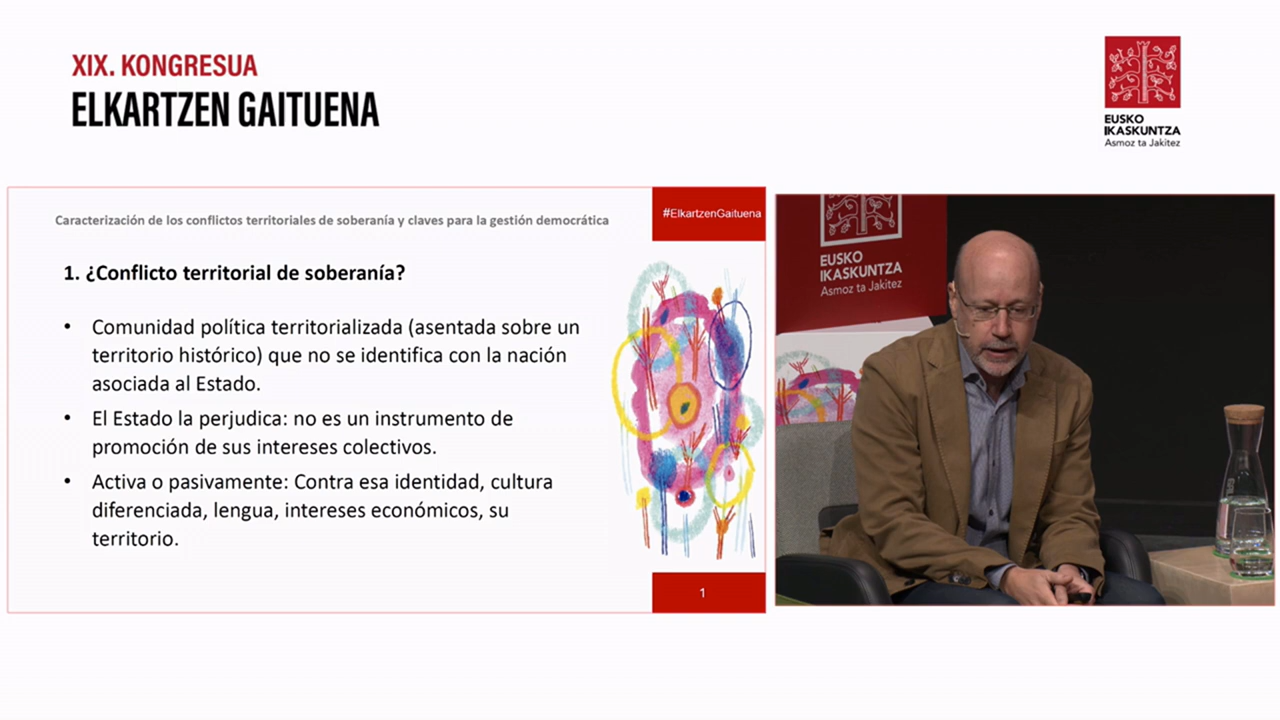 XIX. KONGRESUA
ELKARTZEN GAITUENA
EUSKO
IKASKUNTZA
Asmoz ta Jakitez
Caracterización de los conflictos territoriales de soberanía y claves para la gestión democrática
#ElkartzenGaituena
1. ¿Conflicto territorial de soberanía?
• Comunidad política territorializada (asentada sobre un
territorio histórico) que no se identifica con la nación
asociada al Estado.
• El Estado la perjudica: no es un instrumento de
promoción de sus intereses colectivos.
• Activa o pasivamente: Contra esa identidad, cultura
diferenciada, lengua, intereses económicos, su
territorio.
1
EUSKO
IKASKUNTZA
Asmoz ta Jakitez